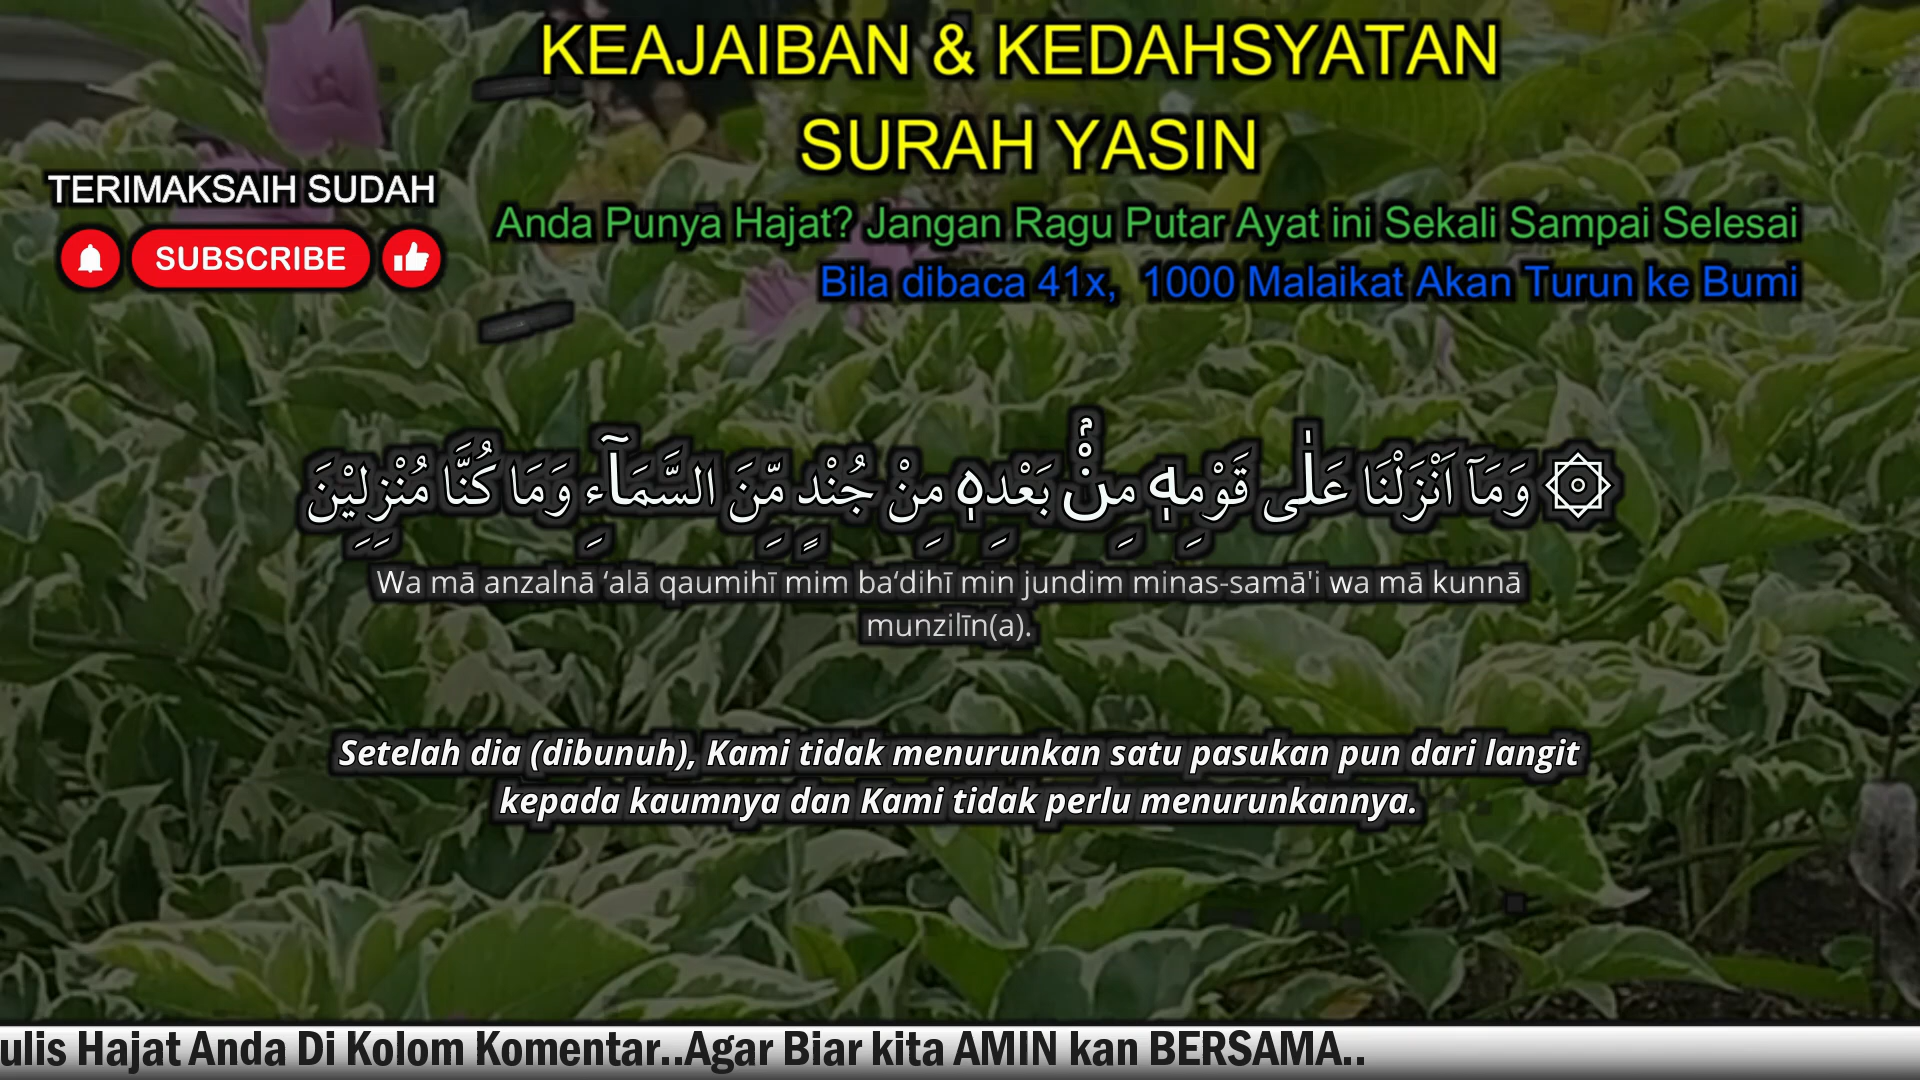 KEAJAIBAN & KEDAHSYATAN
SURAH YASIN
TERIMAKSAIH SUDAH
SUBSCRIBE
Anda Punya Hajat? Jangan Ragu Putar Ayat ini Sekali Sampai Selesai
Bila dibaca 41x, 1000 Malaikat Akan Turun ke Bumi
۞ وَمَآ اَنْزَلْنَا عَلٰى قَوْمِهٖ مِنْۢ بَعْدِهٖ مِنْ جُنْدٍ مِّنَ السَّمَاۤءِ وَمَا كُنَّا مُنْزِلِيْنَ
Wa mā anzalnā ‘alā qaumihī mim ba‘dihī min jundim minas-samā'i wa mā kunnā
munzilīn(a).
Setelah dia (dibunuh), Kami tidak menurunkan satu pasukan pun dari langit
kepada kaumnya dan Kami tidak perlu menurunkannya.
ulis Hajat Anda Di Kolom Komentar..Agar Biar kita AMIN kan BERSAMA..